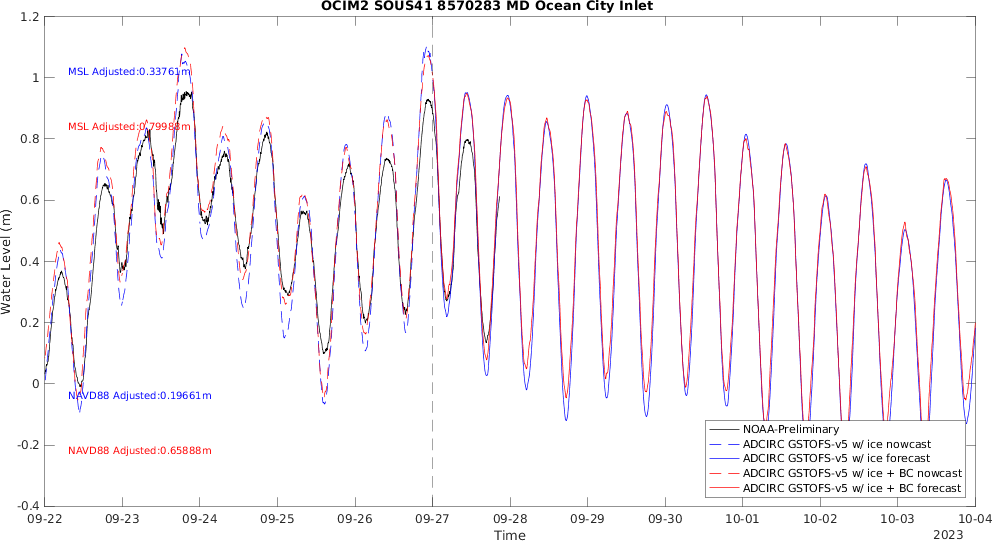 OCIM2 SOUS41 8570283 MD Ocean City Inlet
1.2
1
0.8
0.6
0.4
0.2
0
-0.2
-0.4
Water Level (m)
MSL Adjusted:0.33761m
MSL Adjusted:0.79988m
NAVD88 Adjusted:0.19661m
NAVD88 Adjusted:0.65888m
NOAA-Preliminary
ADCIRC GSTOFS-v5 w/ ice nowcast
ADCIRC GSTOFS-v5 w/ ice forecast
ADCIRC GSTOFS-v5 w/ ice + BC nowcast
ADCIRC GSTOFS-v5 w/ ice + BC forecast
09-22 09-23 09-24 09-25 09-26 09-27 09-28 09-29 09-30 10-01 10-02 10-03 10-04
Time
2023